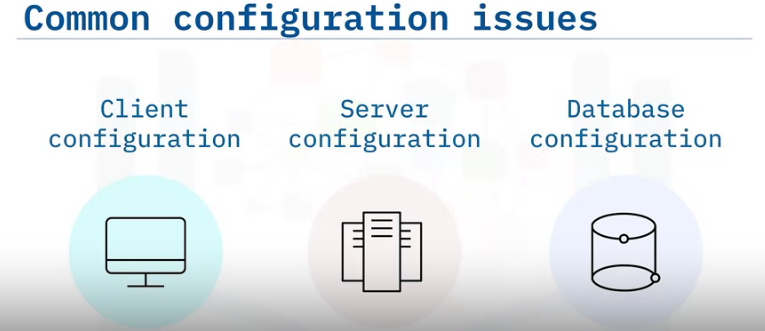 Common configuration issues
Client
configuration
Server
configuration
Database
configuration